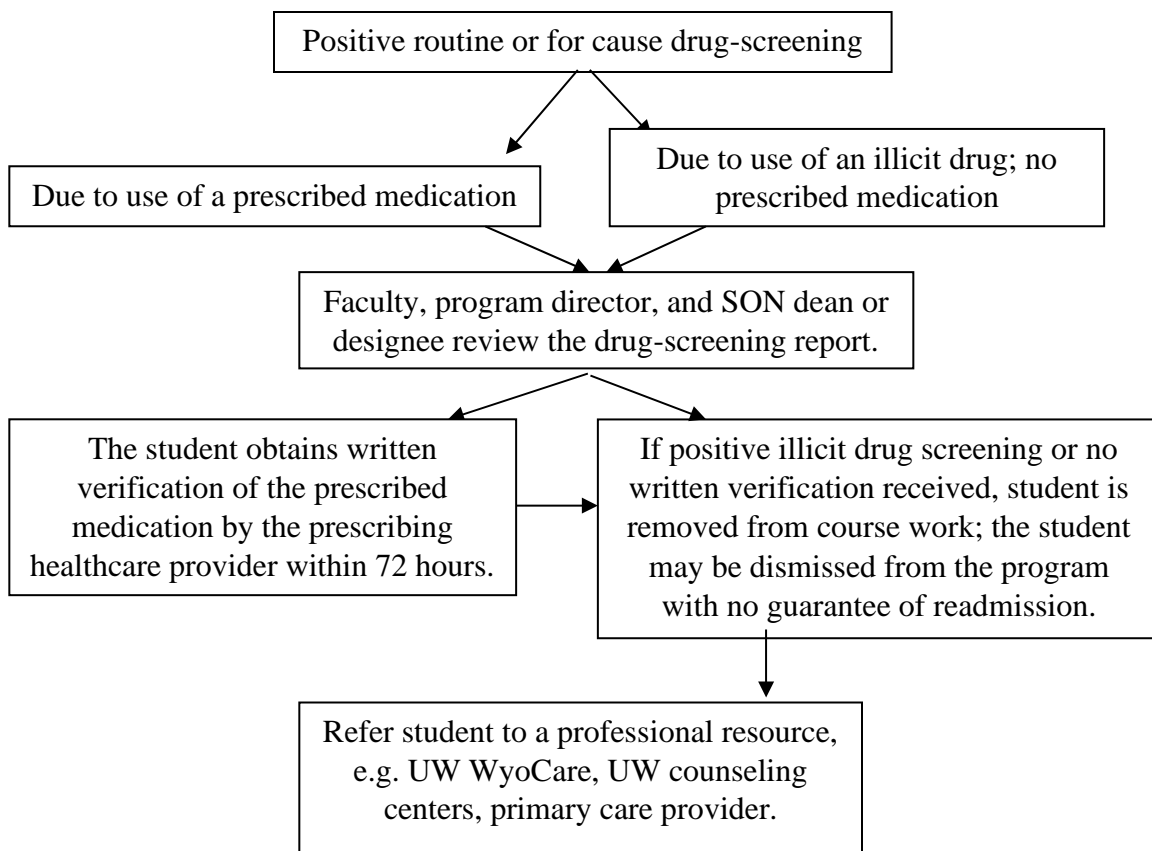 Positive routine or for cause drug-screening
Due to use of a prescribed medication
Due to use of an illicit drug; no
prescribed medication
Faculty, program director, and SON dean or
designee review the drug-screening report.
The student obtains written
verification of the prescribed
medication by the prescribing
healthcare provider within 72 hours.
If positive illicit drug screening or no
written verification received, student is
removed from course work; the student
may be dismissed from the program
with no guarantee of readmission.
Refer student to a professional resource,
e.g. UW WyoCare, UW counseling
centers, primary care provider.